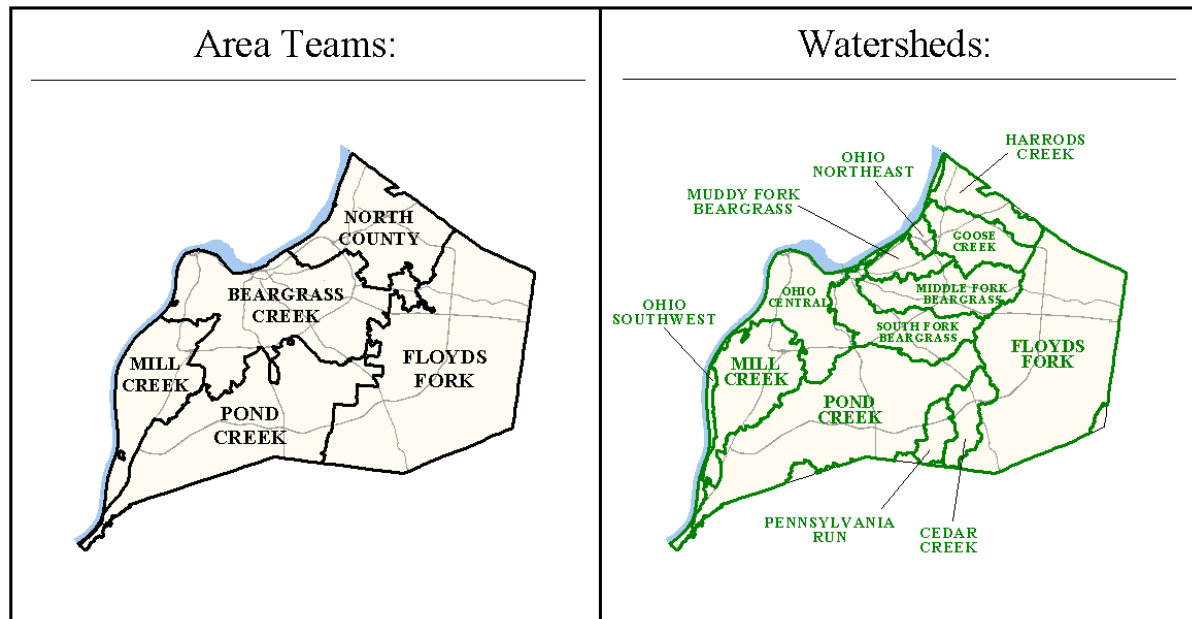 Area Teams:
NORTH
COUNTY
BEARGRASS
CREEK
MILL
CREEK
FLOYDS
FORK
POND
CREEK
Watersheds:
HARRODS
CREEK
OHIO
NORTHEAST
MUDDY FORK
BEARGRASS
GOOSE
CREEK
OHIO
CENTRAL
MIDDLE FORK
BEARGRASS
OHIO
SOUTHWEST
SOUTH FORK
BEARGRASS
FLOYDS
FORK
MILL
CREEK
POND
CREEK
PENNSYLVANIA
RUN
CEDAR
CREEK